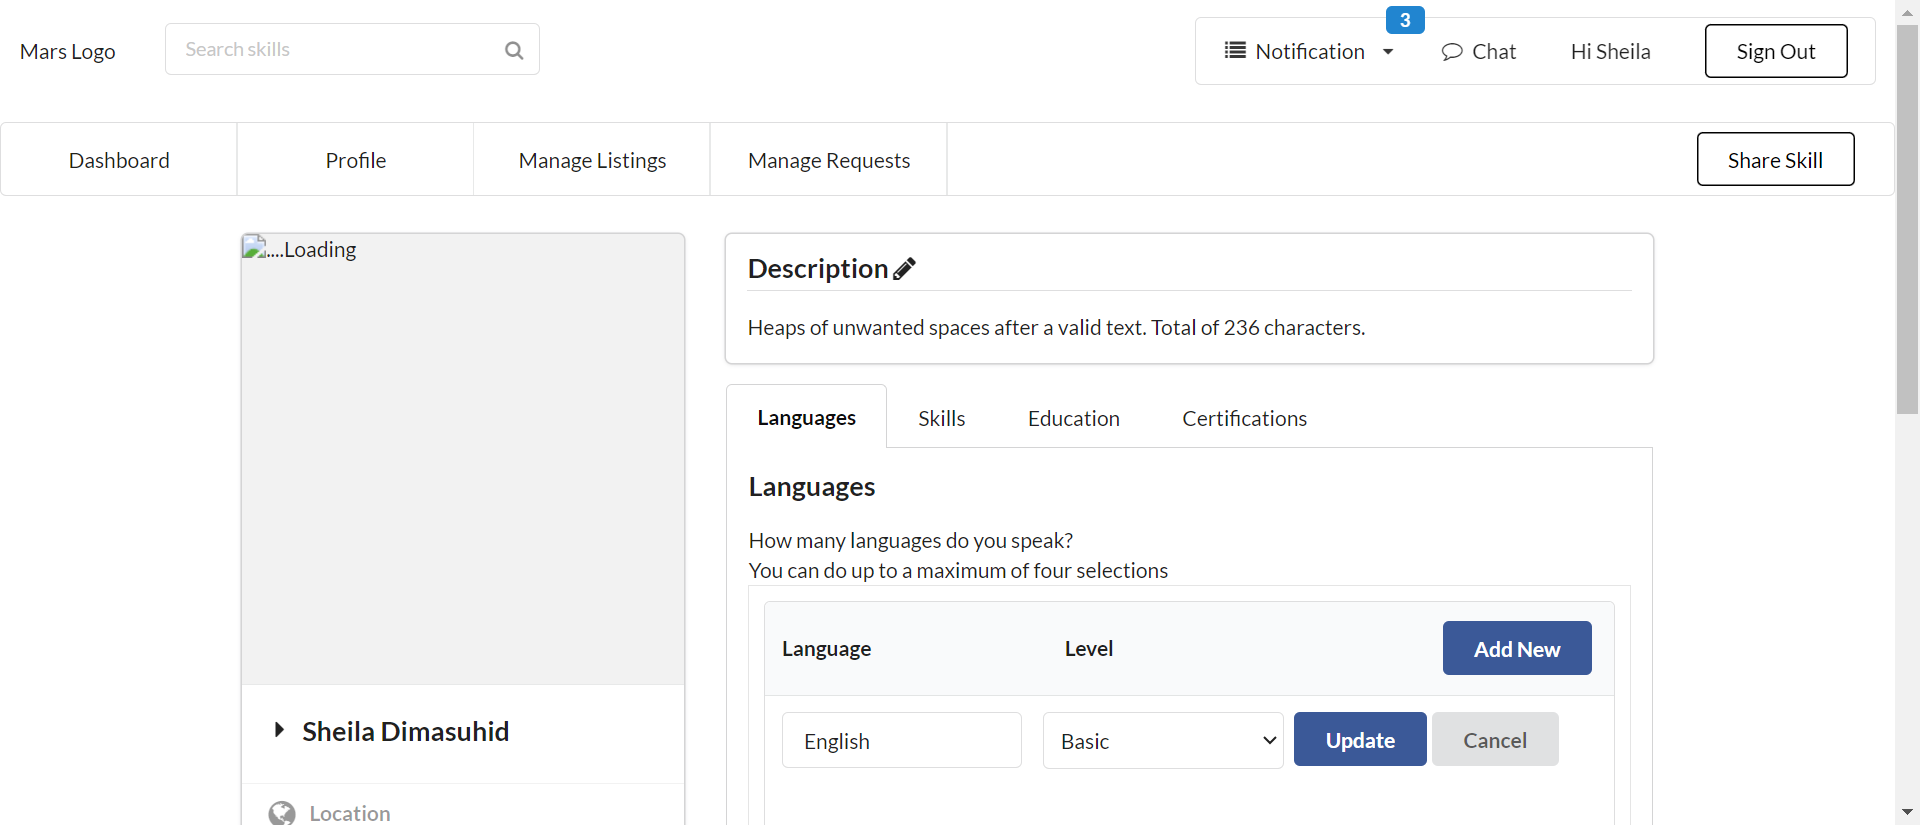 Mars Logo
Search skills
3
Notification
Chat
Hi Sheila
Sign Out
Dashboard
Profile
Manage Listings
Manage Requests
Share Skill
....Loading
Sheila Dimasuhid
Location
Description
Heaps of unwanted spaces after a valid text. Total of 236 characters.
Languages
Skills
Education
Certifications
Languages
How many languages do you speak?
You can do up to a maximum of four selections
Language
Level
Add New
English
Basic
Update
Cancel